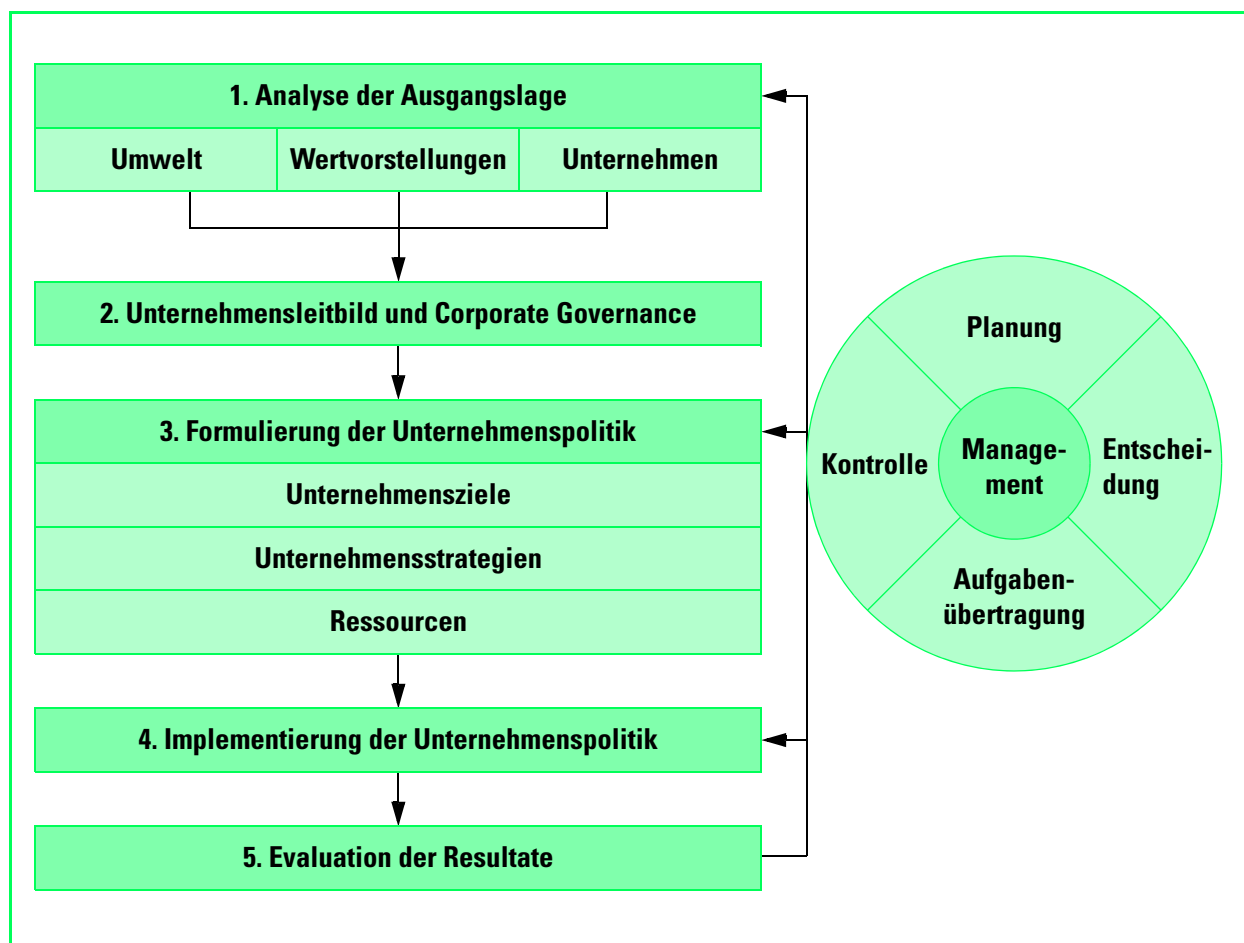 1. Analyse der Ausgangslage
Umwelt
Wertvorstellungen
Unternehmen
2. Unternehmensleitbild und Corporate Governance
3. Formulierung der Unternehmenspolitik
Unternehmensziele
Unternehmensstrategien
Ressourcen
4. Implementierung der Unternehmenspolitik
5. Evaluation der Resultate
Planung
Kontrolle
Manage-
ment
Entschei-
dung
Aufgaben-
übertragung